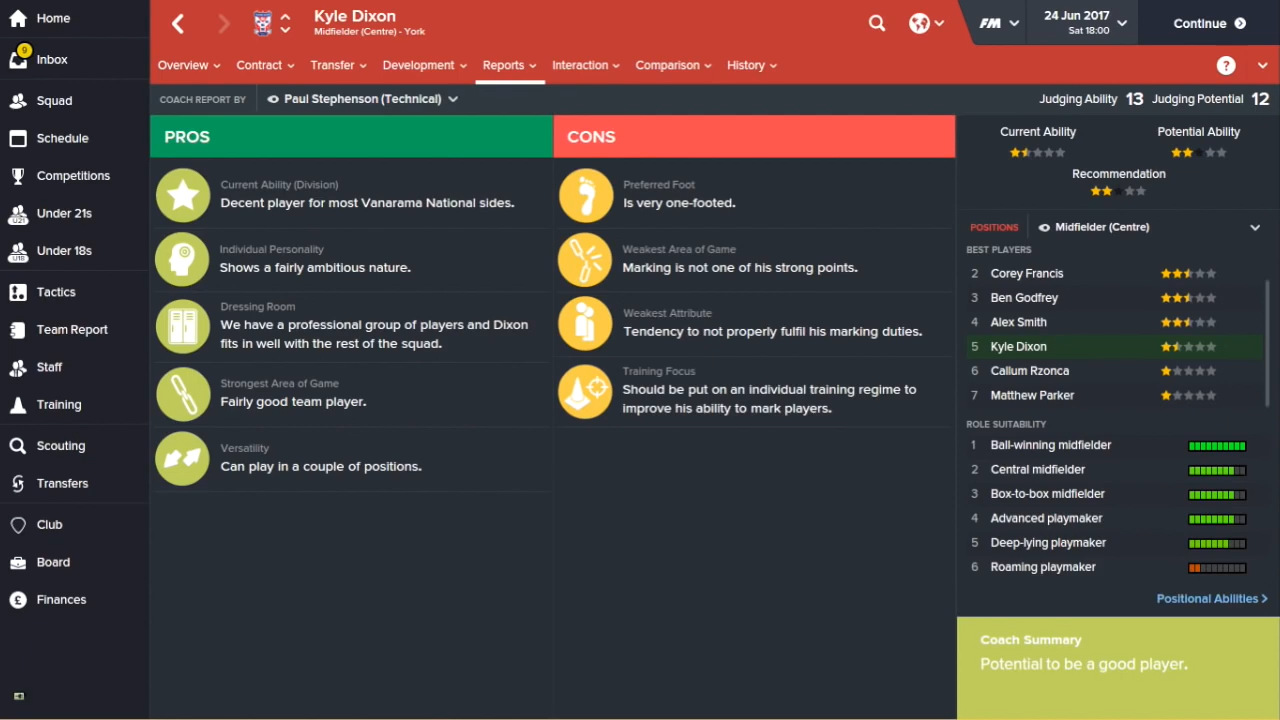 Home
Inbox
9
Squad
Schedule
Competitions
Under 21s
U21
Under 18s
U18
Tactics
Team Report
Staff
Training
Scouting
Transfers
Club
Board
Finances
Kyle Dixon
Midfielder (Centre) - York
FM
24 Jun 2017
Sat 18:00
Continue
Overview
Contract
Transfer
Development
Reports
Interaction
Comparison
History
?
COACH REPORT BY
Paul Stephenson (Technical)
Judging Ability 13 Judging Potential 12
PROS
Current Ability (Division)
Decent player for most Vanarama National sides.
Individual Personality
Shows a fairly ambitious nature.
Dressing Room
We have a professional group of players and Dixon
fits in well with the rest of the squad.
Strongest Area of Game
Fairly good team player.
Versatility
Can play in a couple of positions.
CONS
Preferred Foot
Is very one-footed.
Weakest Area of Game
Marking is not one of his strong points.
Weakest Attribute
Tendency to not properly fulfil his marking duties.
Training Focus
Should be put on an individual training regime to
improve his ability to mark players.
Current Ability
Potential Ability
Recommendation
POSITIONS
Midfielder (Centre)
BEST PLAYERS
2 Corey Francis
3 Ben Godfrey
4 Alex Smith
5 Kyle Dixon
6 Callum Rzonca
7 Matthew Parker
ROLE SUITABILITY
1 Ball-winning midfielder
2 Central midfielder
3 Box-to-box midfielder
4 Advanced playmaker
5 Deep-lying playmaker
6 Roaming playmaker
Positional Abilities
Coach Summary
Potential to be a good player.